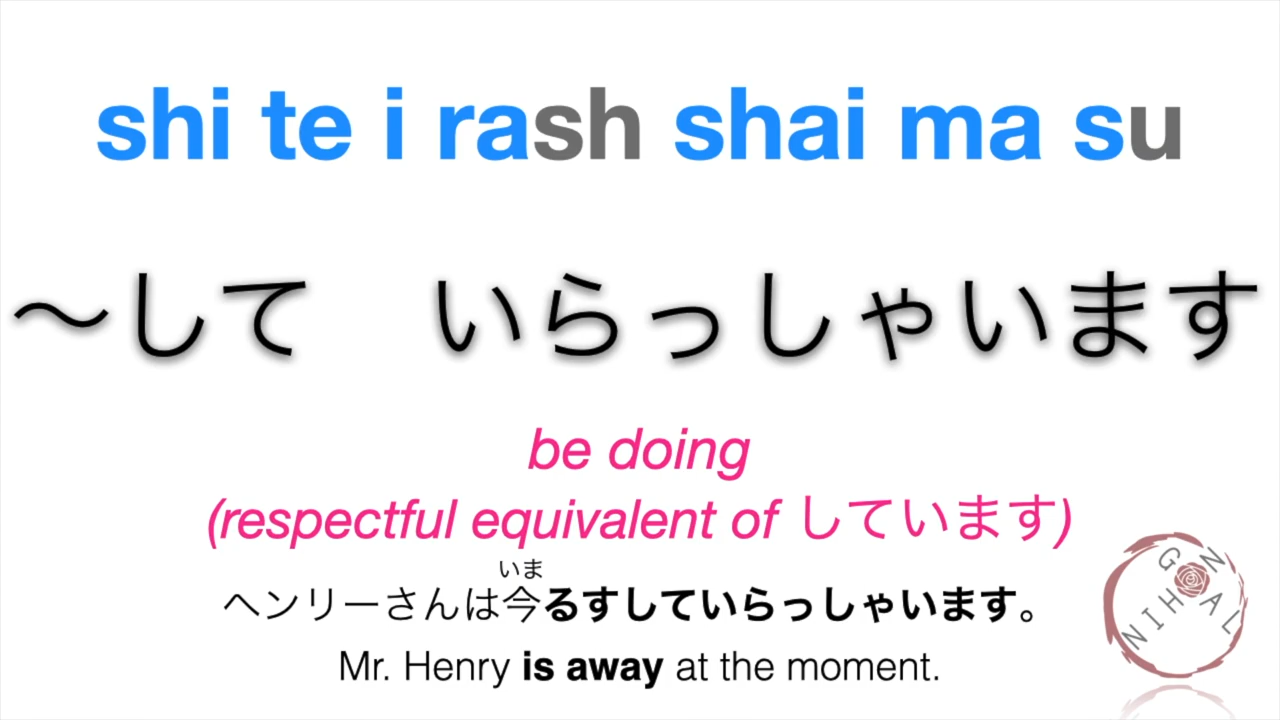 shi te i rash shai ma su
〜して　いらっしゃいます
be doing
(respectful equivalent of しています)
いま
ヘンリーさんは今るすしていらっしゃいます。
Mr. Henry is away at the moment.
NIHON GO AL